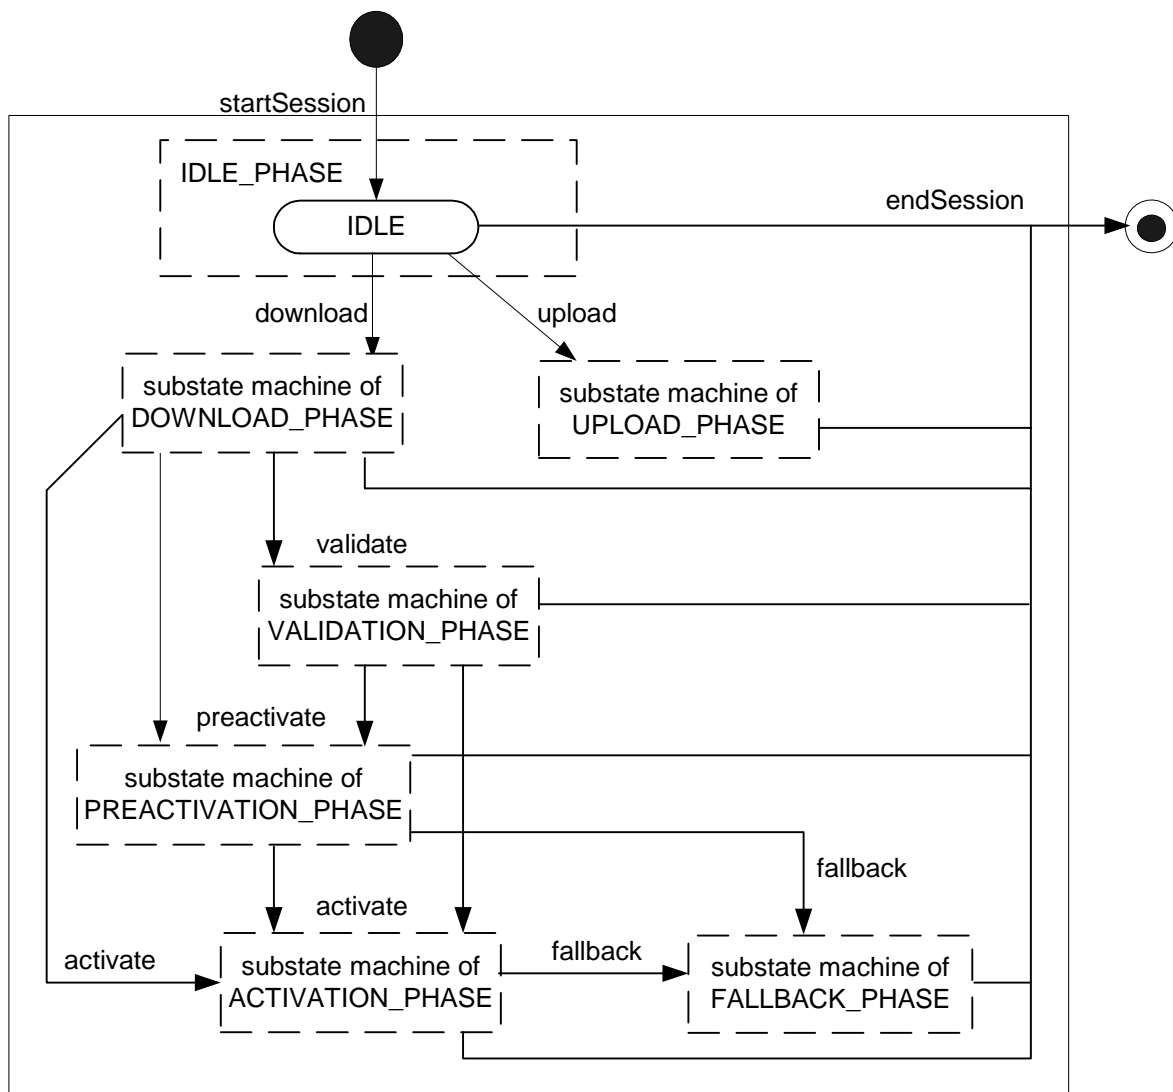 startSession
IDLE_PHASE
endSession
IDLE
download
upload
substate machine of
DOWNLOAD_PHASE
substate machine of
UPLOAD_PHASE
validate
substate machine of
VALIDATION_PHASE
preactivate
substate machine of
PREACTIVATION_PHASE
fallback
activate
activate
substate machine of
ACTIVATION_PHASE
fallback
substate machine of
FALLBACK_PHASE